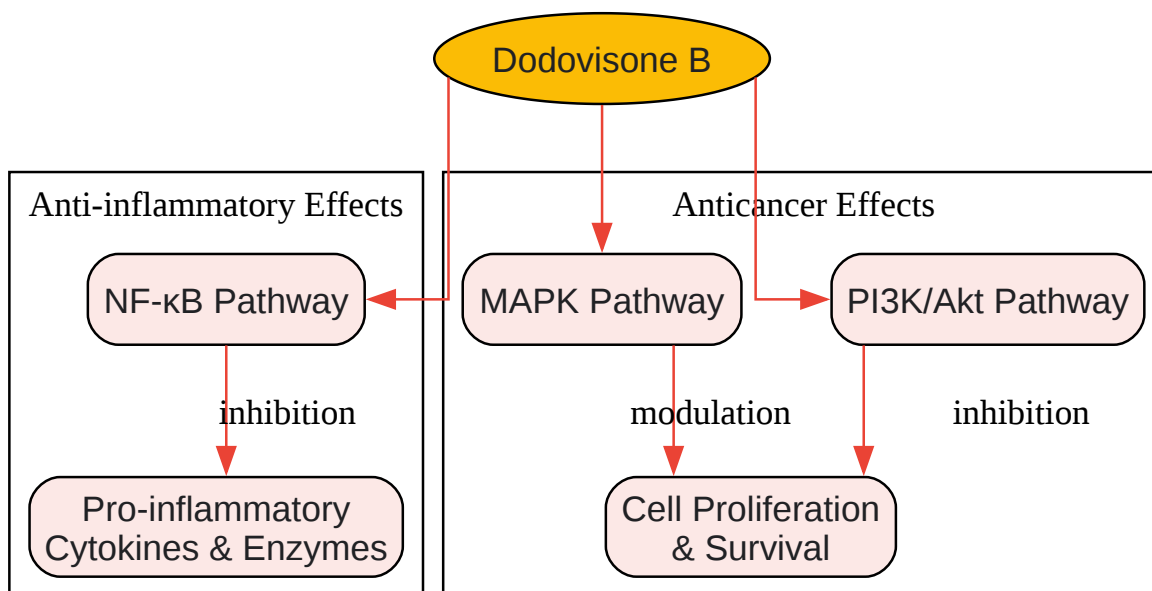 Dodovisone B
Anti-inflammatory Effects
Anticancer Effects
NF-κB Pathway
MAPK Pathway
PI3K/Akt Pathway
inhibition
modulation
inhibition
Pro-inflammatory
Cytokines & Enzymes
Cell Proliferation
& Survival